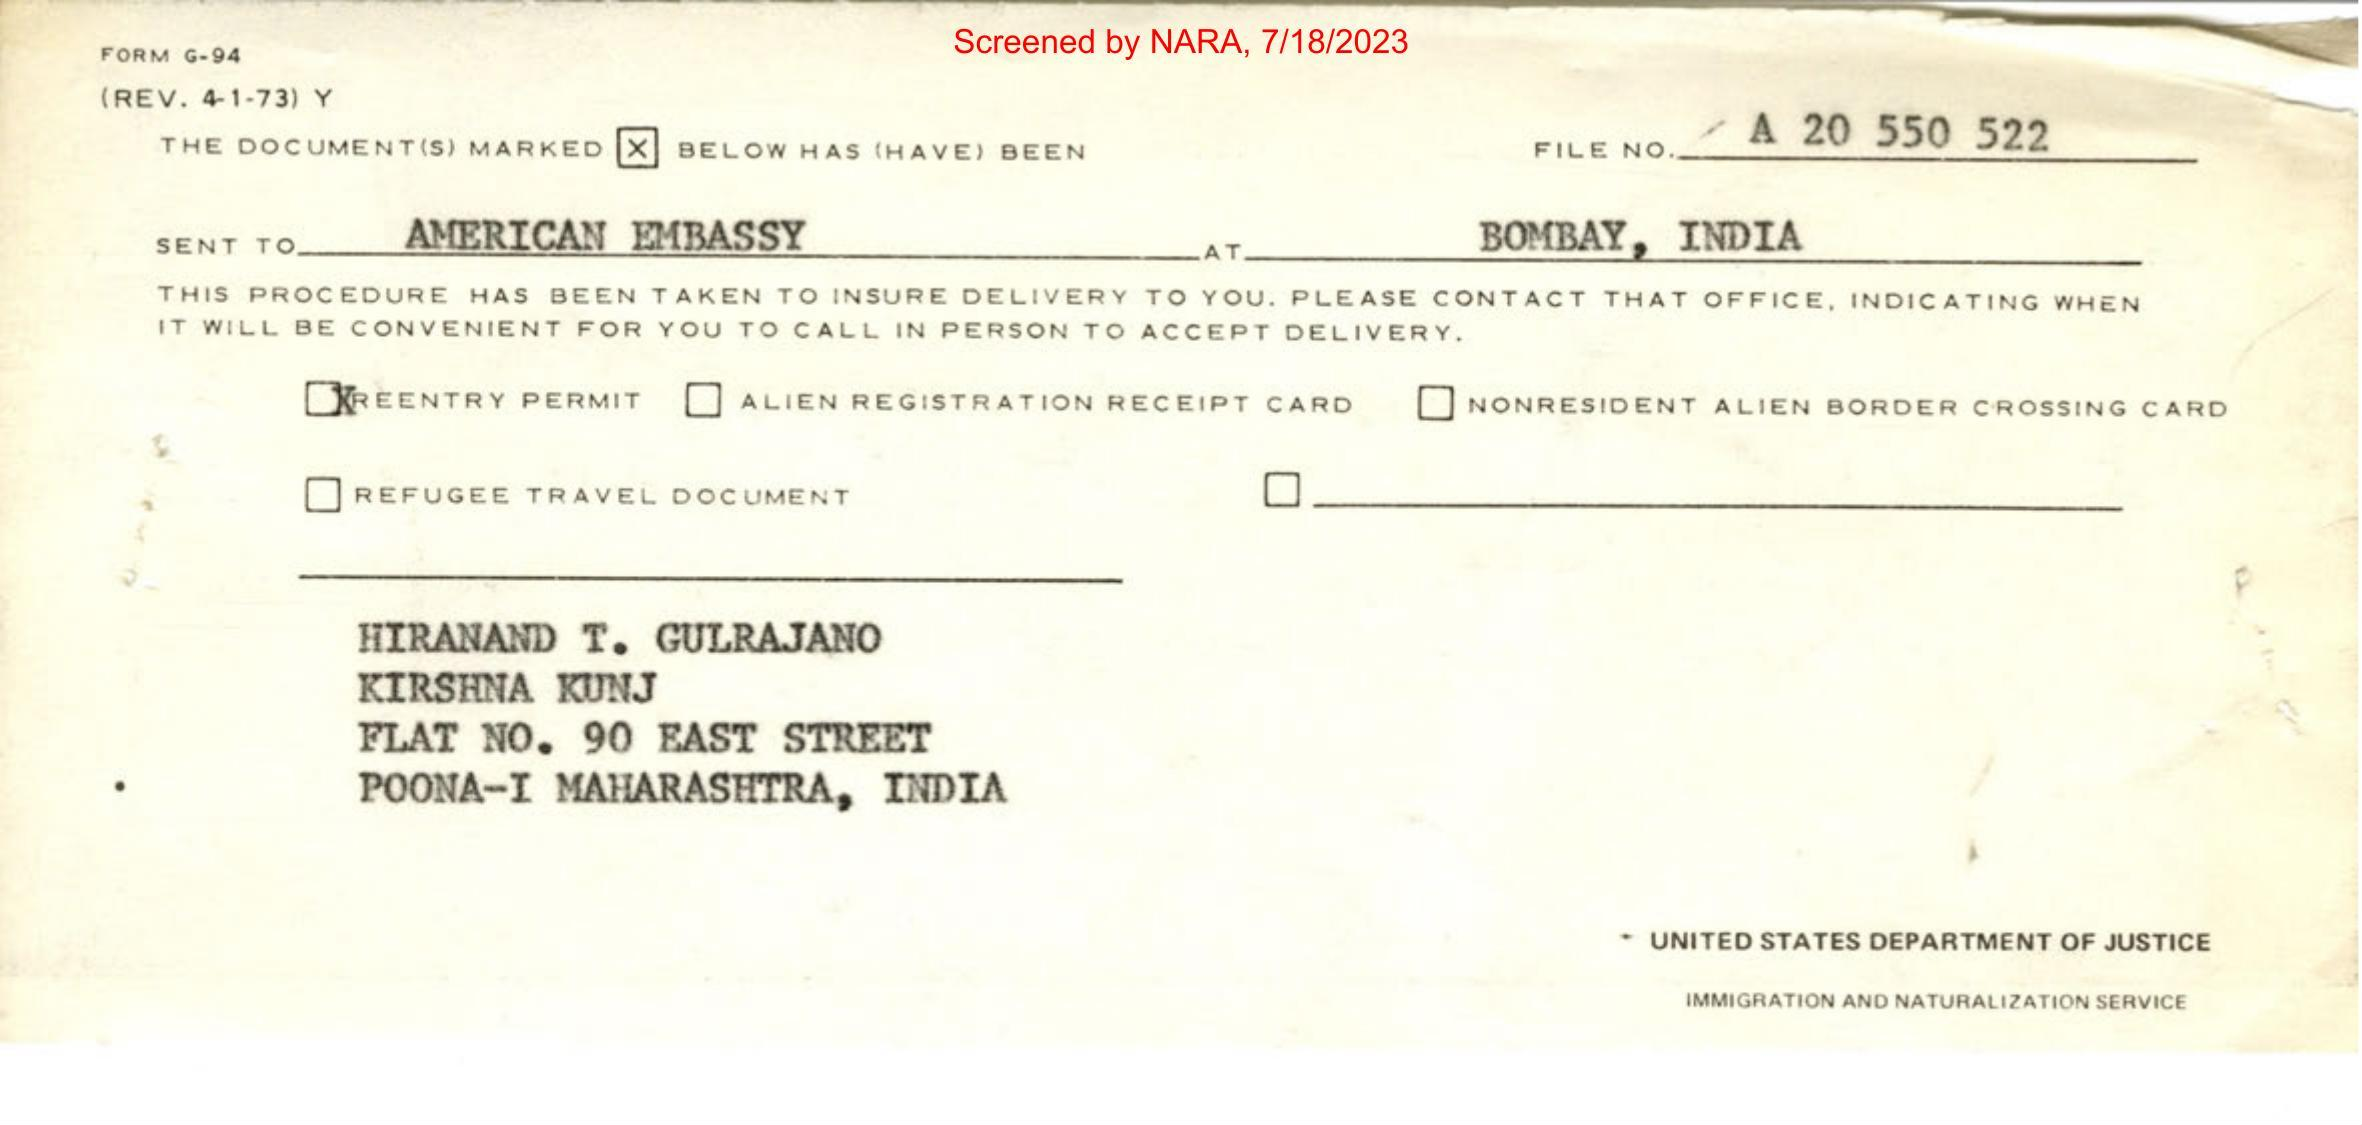 Screened by NARA, 7/18/2023
FORM G-94
(REV. 4-1-73) Y
THE DOCUMENT(S) MARKED X BELOW HAS (HAVE) BEEN FILE NO. A 20 550 522
SENT TO AMERICAN EMBASSY AT BOMBAY, INDIA
THIS PROCEDURE HAS BEEN TAKEN TO INSURE DELIVERY TO YOU. PLEASE CONTACT THAT OFFICE, INDICATING WHEN
IT WILL BE CONVENIENT FOR YOU TO CALL IN PERSON TO ACCEPT DELIVERY.
X REENTRY PERMIT ALIEN REGISTRATION RECEIPT CARD NONRESIDENT ALIEN BORDER CROSSING CARD
REFUGEE TRAVEL DOCUMENT
HIRANAND T. GULRAJANO
KIRSHNA KUNJ
FLAT NO. 90 EAST STREET
POONA-I MAHARASHTRA, INDIA
UNITED STATES DEPARTMENT OF JUSTICE
IMMIGRATION AND NATURALIZATION SERVICE